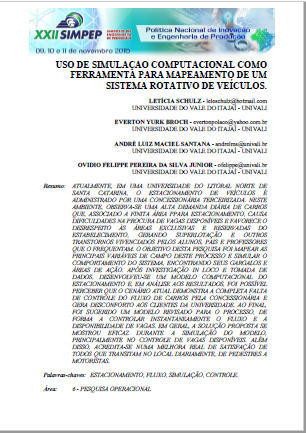 XXII SIMPEP
Política Nacional de Inovação
e Engenharia de Produção
09, 10 e 11 de novembro 2015
USO DE SIMULAÇAO COMPUTACIONAL COMO
FERRAMENTA PARA MAPEAMENTO DE UM
SISTEMA ROTATIVO DE VEÍCULOS.
LETÍCIA SCHULZ - leloschulz@hotmail.com
UNIVERSIDADE DO VALE DO ITAJAÍ - UNIVALI
EVERTON YURK BROCH - evertonpolaco@yahoo.com.br
UNIVERSIDADE DO VALE DO ITAJAÍ - UNIVALI
ANDRÉ LUIZ MACIEL SANTANA - andrelms@univali.br
UNIVERSIDADE DO VALE DO ITAJAÍ - UNIVALI
OVIDIO FELIPPE PEREIRA DA SILVA JUNIOR - ofelippe@univali.br
UNIVERSIDADE DO VALE DO ITAJAÍ - UNIVALI
Resumo: ATUALMENTE, EM UMA UNIVERSIDADE DO LITORAL NORTE DE
SANTA CATARINA, O ESTACIONAMENTO DE VEÍCULOS É
ADMINISTRADO POR UMA CONCESSIONÁRIA TERCEIRIZADA. NESTE
AMBIENTE, OBSERVA-SE UMA ALTA DEMANDA DIÁRIA DE CARROS
QUE, ASSOCIADO A FINITA ÁREA PPARA ESTACIONAMENTO, CAUSA
DIFICULDADES NA PROCURA DE VAGAS DISPONÍVEIS E FAVORECE O
DESRESPEITO ÀS ÁREAS EXCLUSIVAS E RESERVADAS DO
ESTABELECIMENTO, GERANDO SUPERLOTAÇÃO E OUTROS
TRANSTORNOS VIVENCIADOS PELOS ALUNOS, PAIS E PROFESSORES
QUE O FREQUENTAM. O OBJETIVO DESTA PESQUISA FOI MAPEAR AS
PRINCIPAIS VARIÁVEIS DE CAMPO DESTE PROCESSO E SIMULAR O
COMPORTAMENTO DO SISTEMA, ENCONTRANDO SEUS GARGALOS E
ÁREAS DE AÇÃO. APÓS INVESTIGAÇÃO IN LOCO E TOMADA DE
DADOS, DESENVOLVEU-SE UM MODELO COMPUTACIONAL DO
ESTACIONAMENTO E, EM ANÁLISE AOS RESULTADOS, FOI POSSÍVEL
PERCEBER QUE O CENÁRIO ATUAL DEMONSTRA A COMPLETA FALTA
DE CONTROLE DO FLUXO DE CARROS PELA CONCESSIONÁRIA E
GERA DESCONFORTO AOS CLIENTES DA UNIVERSIDADE. AO FINAL,
FOI SUGERIDO UM MODELO REVISADO PARA O PROCESSO, DE
FORMA A CONTROLAR INSTANTANEAMENTE O FLUXO E A
DISPONIBILIDADE DE VAGAS. EM GERAL, A SOLUÇÃO PROPOSTA SE
MOSTROU EFICAZ DURANTE A SIMULAÇÃO DO MODELO,
PRINCIPALMENTE NO CONTROLE DE VAGAS DISPONÍVEIS. ALÉM
DISSO, ACREDITA-SE NUMA MELHORA REAL DE SATISFAÇÃO DE
TODOS QUE TRANSITAM NO LOCAL DIARIAMENTE, DE PEDESTRES A
MOTORISTAS.
Palavras-chaves: ESTACIONAMENTO, FLUXO, SIMULAÇÃO, CONTROLE.
Área: 6 - PESQUISA OPERACIONAL